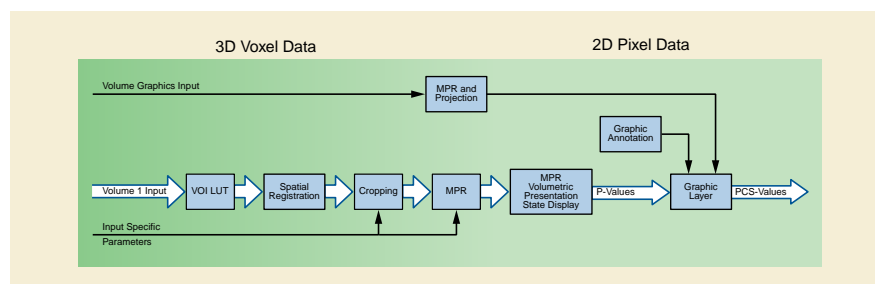 3D Voxel Data
2D Pixel Data
Volume Graphics Input
MPR and
Projection
Graphic
Annotation
Volume 1 Input
VOI LUT
Spatial
Registration
Cropping
MPR
MPR
Volumetric
Presentation
State Display
P-Values
Graphic
Layer
PCS-Values
Input Specific
Parameters